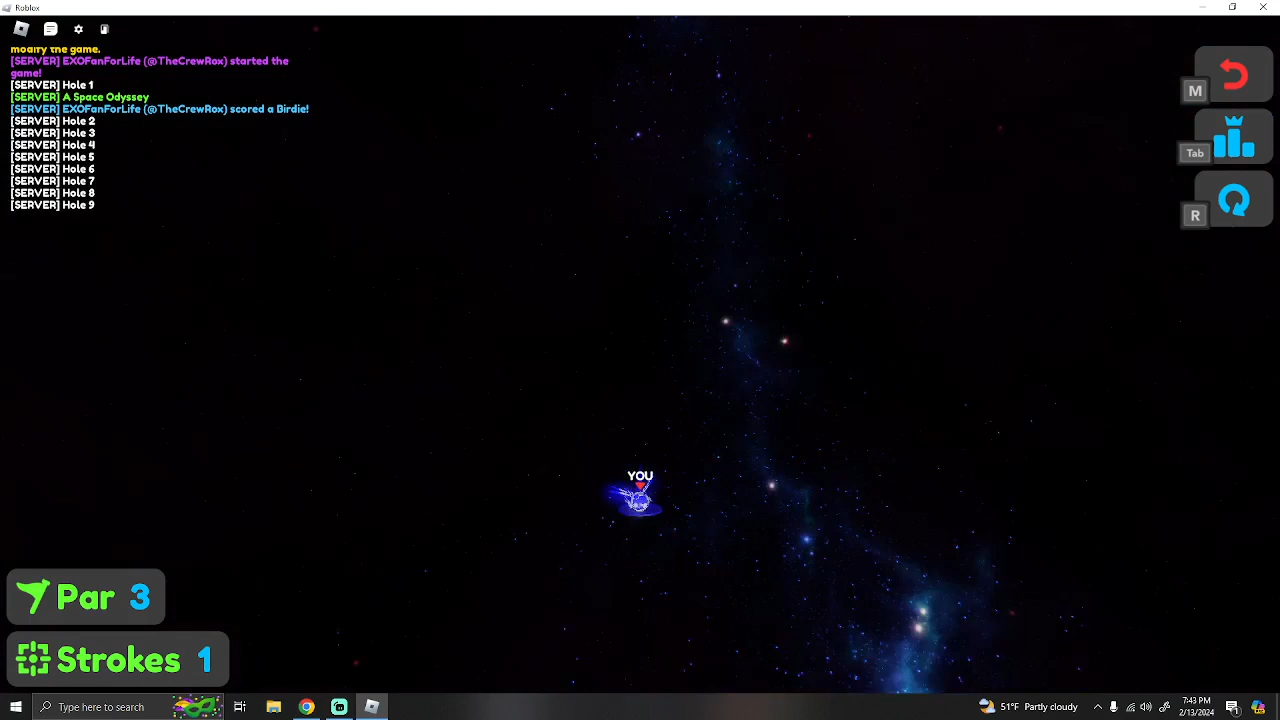 Roblox
modify the game.
[SERVER] EXOFanForLife (@TheCrewRox) started the
game!
[SERVER] Hole 1
[SERVER] A Space Odyssey
[SERVER] EXOFanForLife (@TheCrewRox) scored a Birdie!
[SERVER] Hole 2
[SERVER] Hole 3
[SERVER] Hole 4
[SERVER] Hole 5
[SERVER] Hole 6
[SERVER] Hole 7
[SERVER] Hole 8
[SERVER] Hole 9
M
Tab
R
YOU
Par 3
Strokes 1
Type here to search
51°F Partly cloudy
7:43 PM
2/13/2024